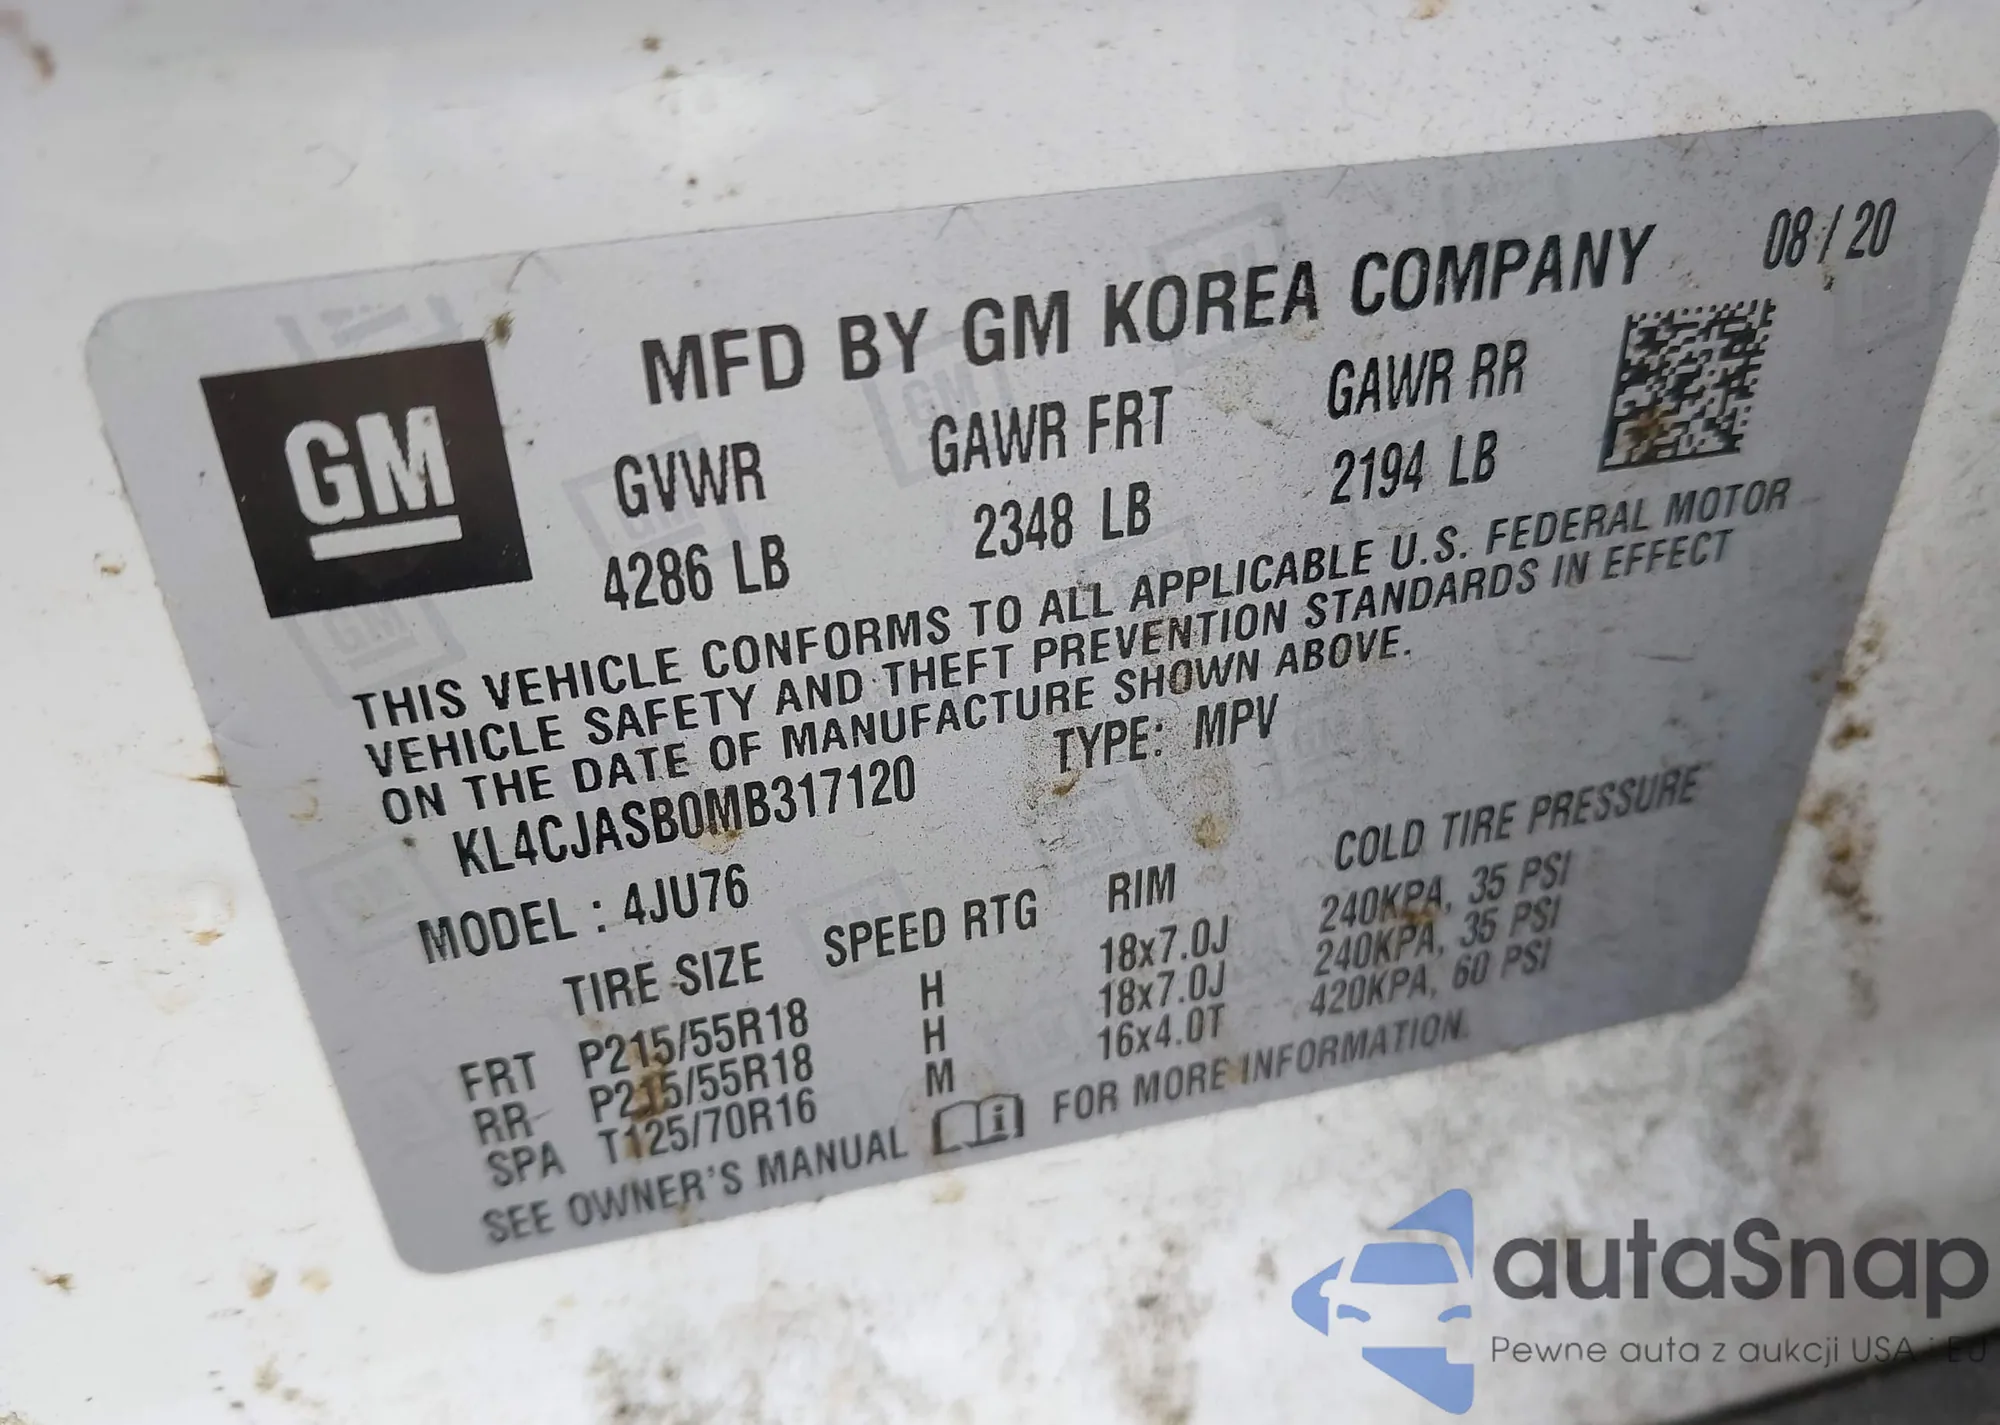 MFD BY GM KOREA COMPANY 08/20
GM
GVWR GAWR FRT GAWR RR
4286 LB 2348 LB 2194 LB
THIS VEHICLE CONFORMS TO ALL APPLICABLE U.S. FEDERAL MOTOR
VEHICLE SAFETY AND THEFT PREVENTION STANDARDS IN EFFECT
ON THE DATE OF MANUFACTURE SHOWN ABOVE.
KL4CJASB0MB317120 TYPE: MPV
MODEL : 4JU76
TIRE SIZE SPEED RTG RIM COLD TIRE PRESSURE
FRT P215/55R18 H 18x7.0J 240KPA, 35 PSI
RR P215/55R18 H 18x7.0J 240KPA, 35 PSI
SPA T125/70R16 M 16x4.0T 420KPA, 60 PSI
SEE OWNER'S MANUAL FOR MORE INFORMATION.
autaSnap
Pewne auta z aukcji USA i EU